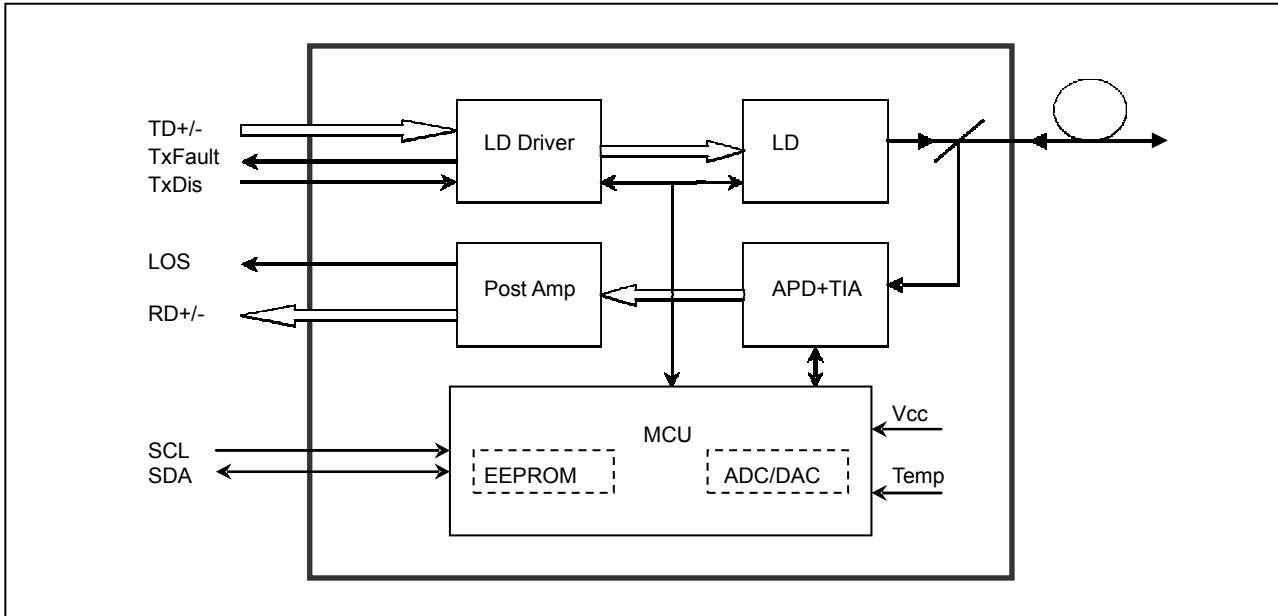 TD+/-
TxFault
TxDis
LD Driver
LD
LOS
RD+/-
Post Amp
APD+TIA
SCL
SDA
MCU
EEPROM
ADC/DAC
Vcc
Temp